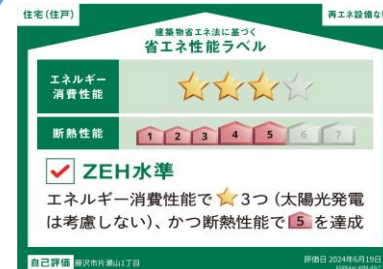 住宅(住戸)
再エネ設備な
建築物省エネ法に基づく
省エネ性能ラベル
エネルギー
消費性能
断熱性能
1 2 3 4 5 6 7
ZEH水準
エネルギー消費性能で⭐3つ(太陽光発電
は考慮しない)、かつ断熱性能で5を達成
自己評価 藤沢市片瀬山1丁目
評価日 2024年6月19日